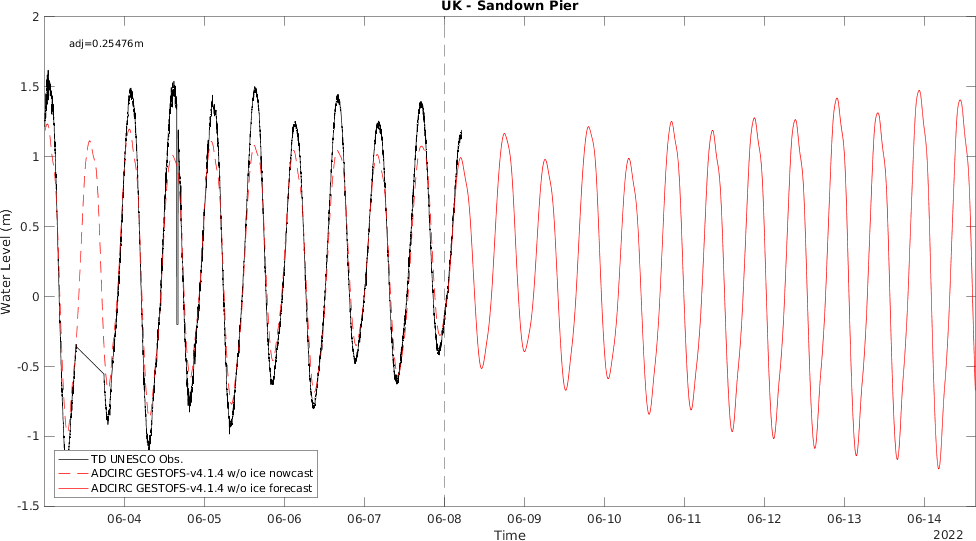 UK - Sandown Pier
adj=0.25476m
Water Level (m)
2
1.5
1
0.5
0
-0.5
-1
-1.5
TD UNESCO Obs.
ADCIRC GESTOFS-v4.1.4 w/o ice nowcast
ADCIRC GESTOFS-v4.1.4 w/o ice forecast
06-04 06-05 06-06 06-07 06-08 06-09 06-10 06-11 06-12 06-13 06-14
Time
2022